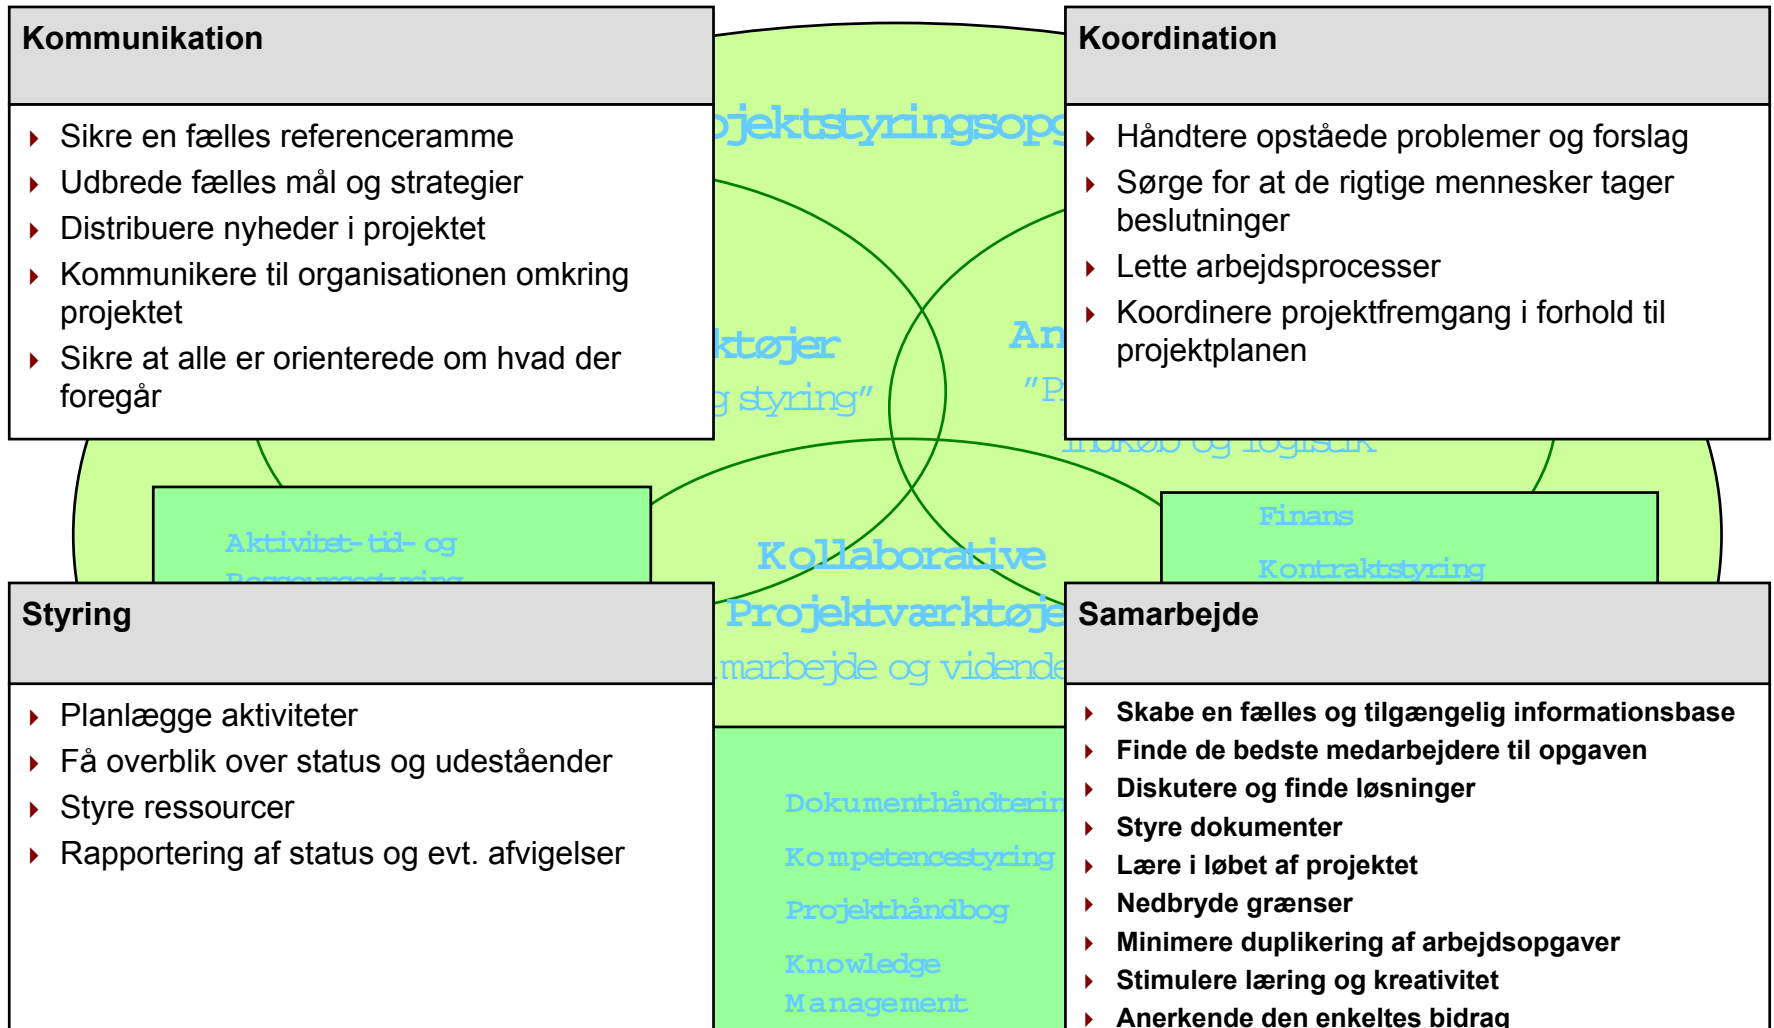 Kommunikation
Sikre en fælles referenceramme
Udbrede fælles mål og strategier
Distribuere nyheder i projektet
Kommunikere til organisationen omkring
projektet
Sikre at alle er orienterede om hvad der
foregår
Koordination
Håndtere opståede problemer og forslag
Sørge for at de rigtige mennesker tager
beslutninger
Lette arbejdsprocesser
Koordinere projektfremgang i forhold til
projektplanen
styring”
Indkøb og logistik
Aktivitet- tid- og
Finans
Kontraktstyring
Kollaborative
og
Styring
Planlægge aktiviteter
Få overblik over status og udeståender
Styre ressourcer
Rapportering af status og evt. afvigelser
Dokumenthåndterin
Kompetencestyring
Projekthåndbog
Knowledge
Management
Samarbejde
Skabe en fælles og tilgængelig informationsbase
Finde de bedste medarbejdere til opgaven
Diskutere og finde løsninger
Styre dokumenter
Lære i løbet af projektet
Nedbryde grænser
Minimere duplikering af arbejdsopgaver
Stimulere læring og kreativitet
Anerkende den enkeltes bidrag